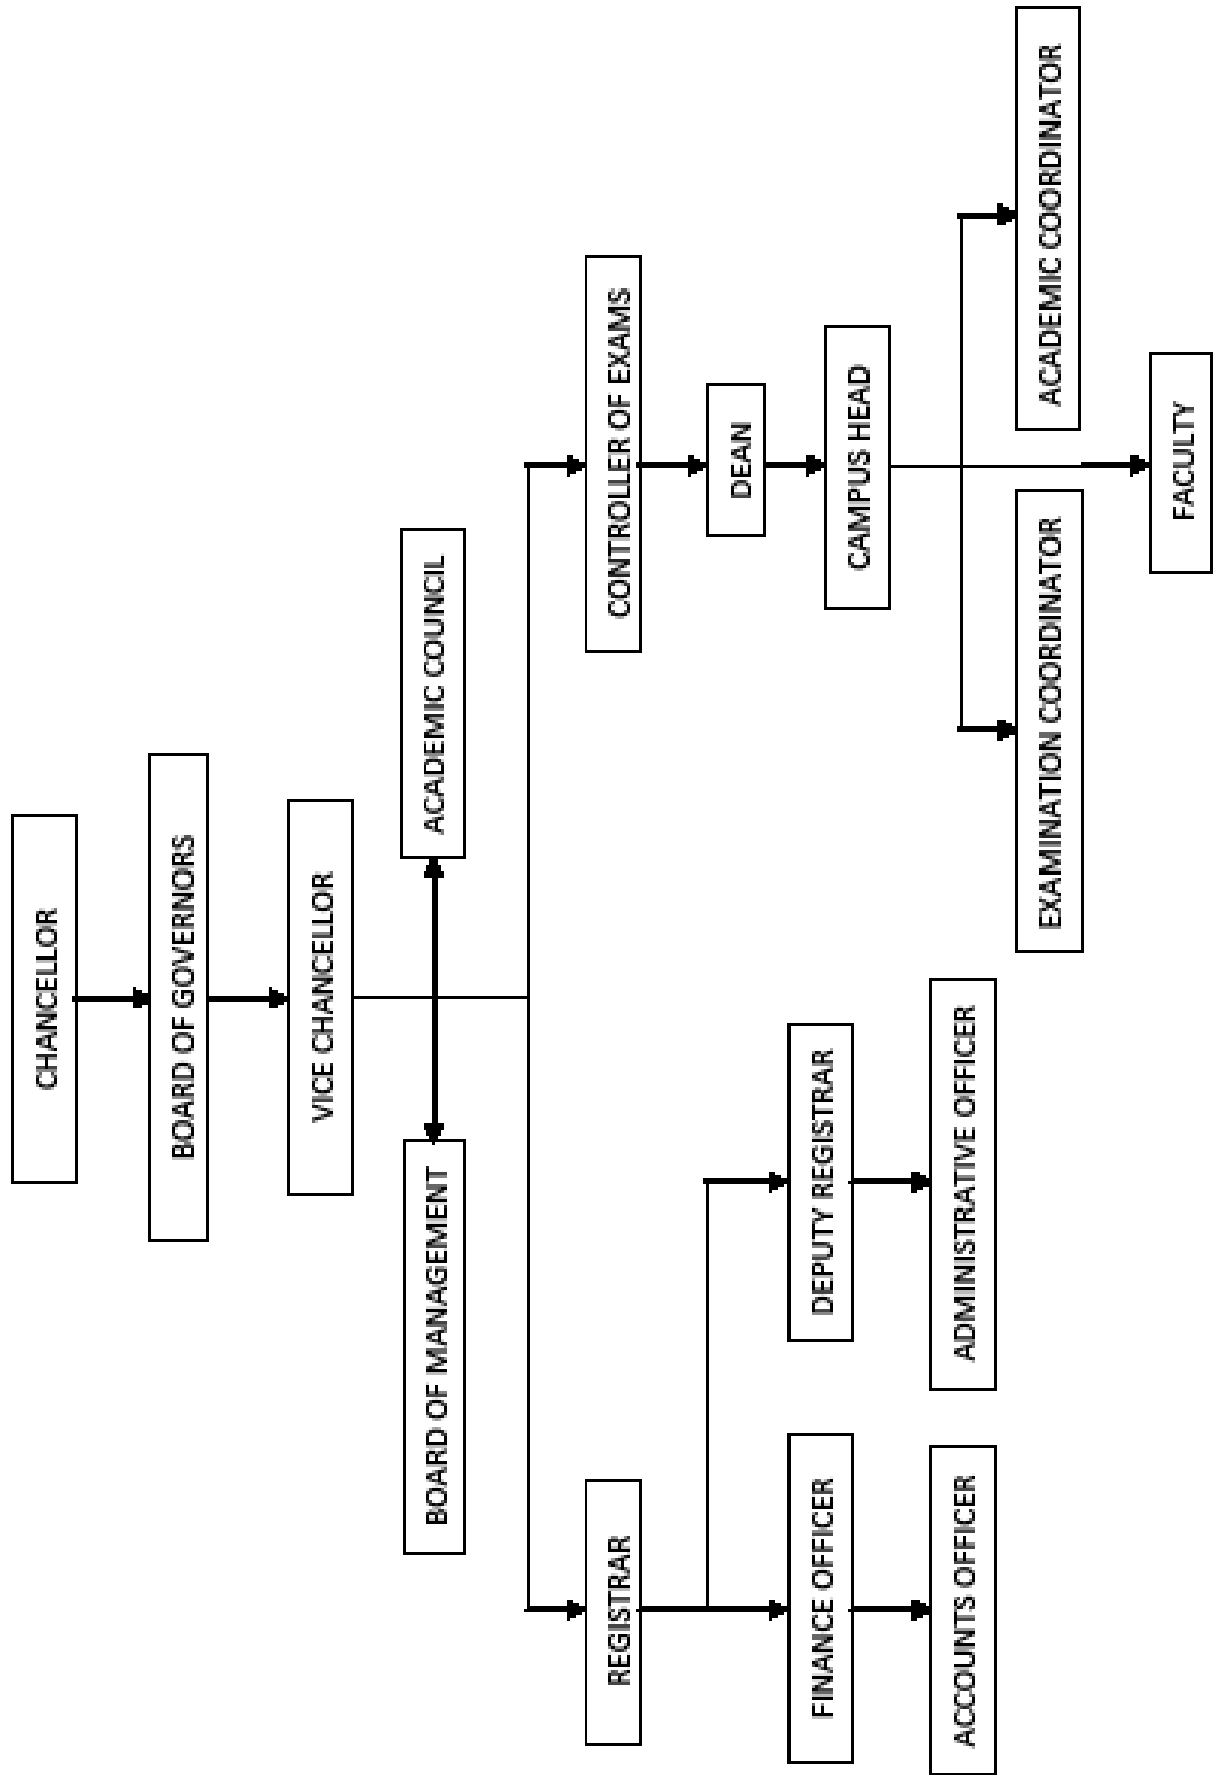 CHANCELLOR
BOARD OF GOVERNORS
VICE CHANCELLOR
BOARD OF MANAGEMENT
ACADEMIC COUNCIL
REGISTRAR
CONTROLLER OF EXAMS
DEAN
FINANCE OFFICER
DEPUTY REGISTRAR
CAMPUS HEAD
ACCOUNTS OFFICER
ADMINISTRATIVE OFFICER
EXAMINATION COORDINATOR
ACADEMIC COORDINATOR
FACULTY